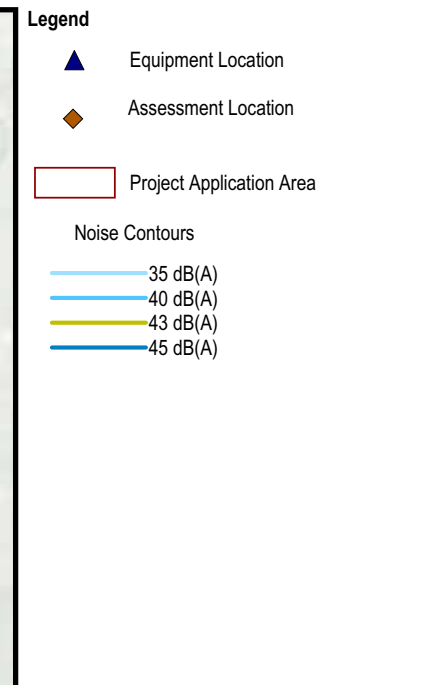 Legend
Equipment Location
Assessment Location
Project Application Area
Noise Contours
35 dB(A)
40 dB(A)
43 dB(A)
45 dB(A)